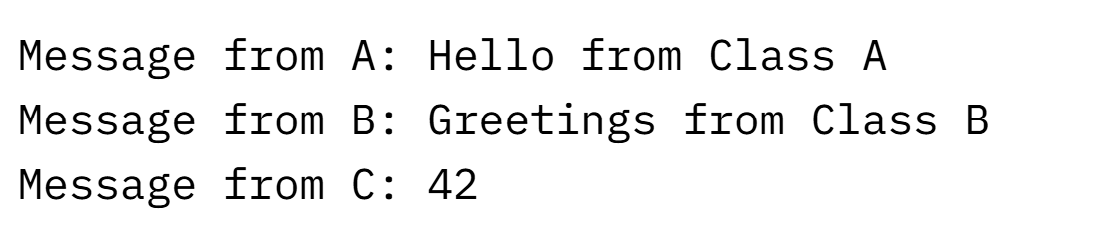 Message from A: Hello from Class A
Message from B: Greetings from Class B
Message from C: 42